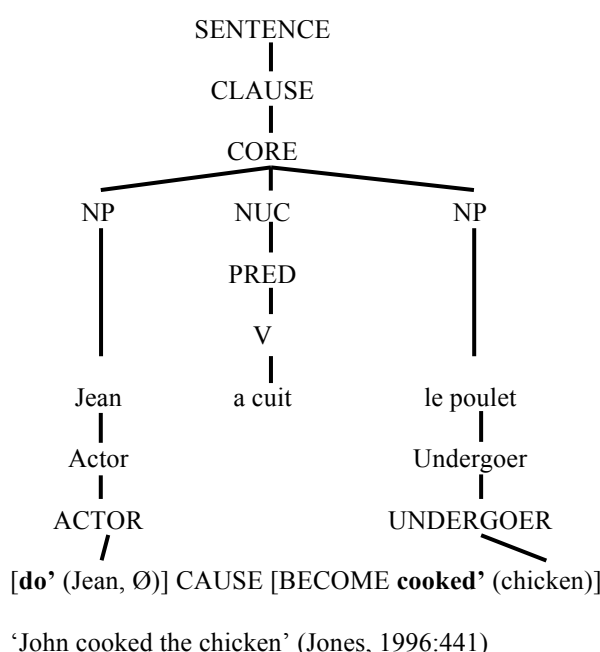 SENTENCE
CLAUSE
CORE
NP NUC NP
PRED
V
Jean a cuit le poulet
Actor Undergoer
ACTOR UNDERGOER
[do’ (Jean, Ø)] CAUSE [BECOME cooked’ (chicken)]
‘John cooked the chicken’ (Jones, 1996:441)